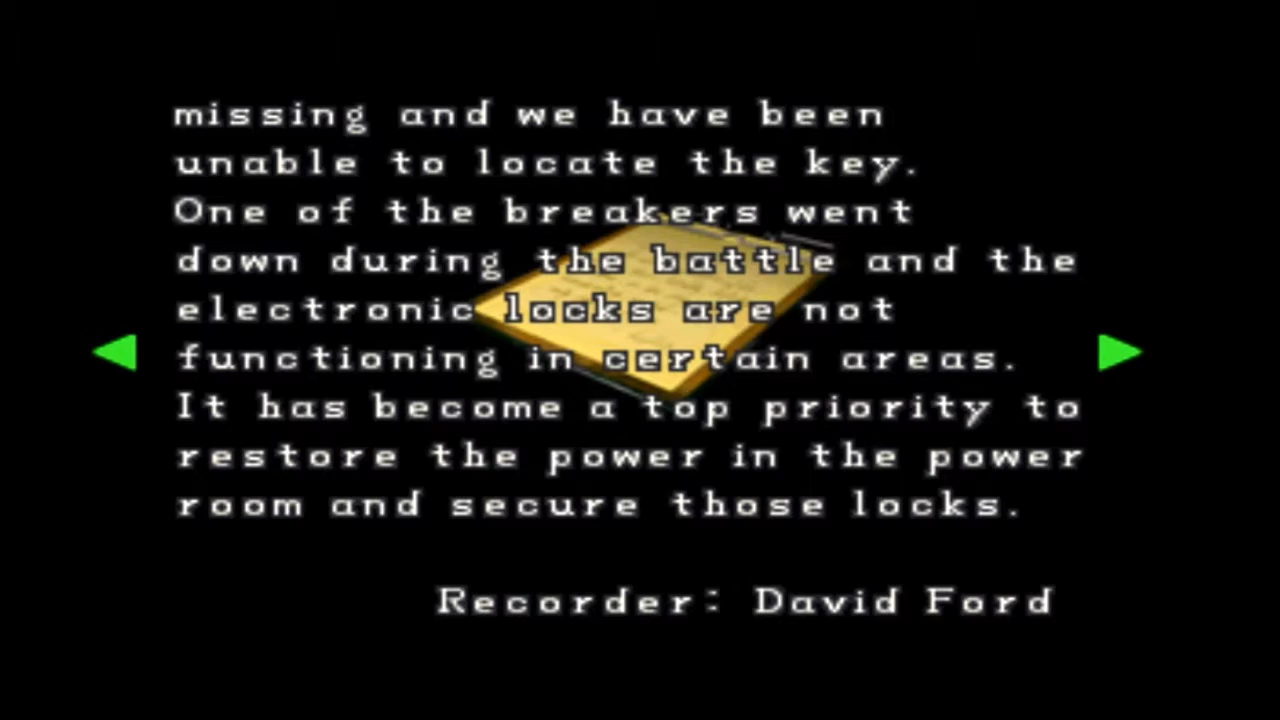 missing and we have been
unable to locate the key.
One of the breakers went
down during the battle and the
electronic locks are not
functioning in certain areas.
It has become a top priority to
restore the power in the power
room and secure those locks.
Recorder: David Ford